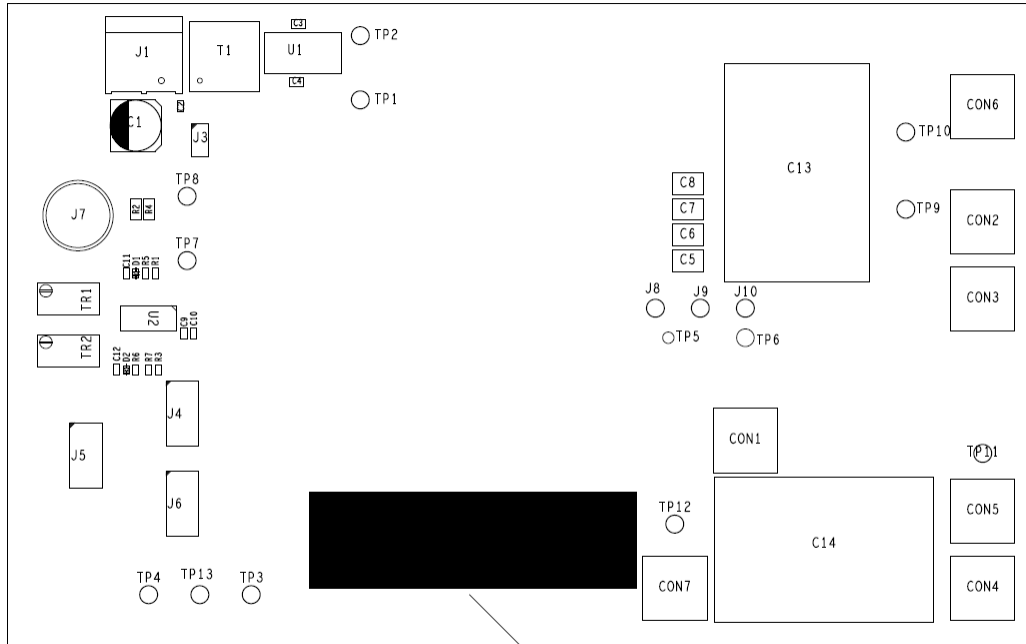 C3
J1
T1
U1
TP2
C4
TP1
CON6
C1
J3
TP10
C13
TP8
C8
R2
R4
C7
TP9
CON2
J7
C6
TP7
C5
C11
D1
R5
R1
J8
J9
J10
CON3
TR1
U2
C9
C10
TP5
TP6
TR2
C12
D2
R6
R7
R3
J4
CON1
J5
TP11
J6
TP12
CON5
C14
TP4
TP13
TP3
CON7
CON4